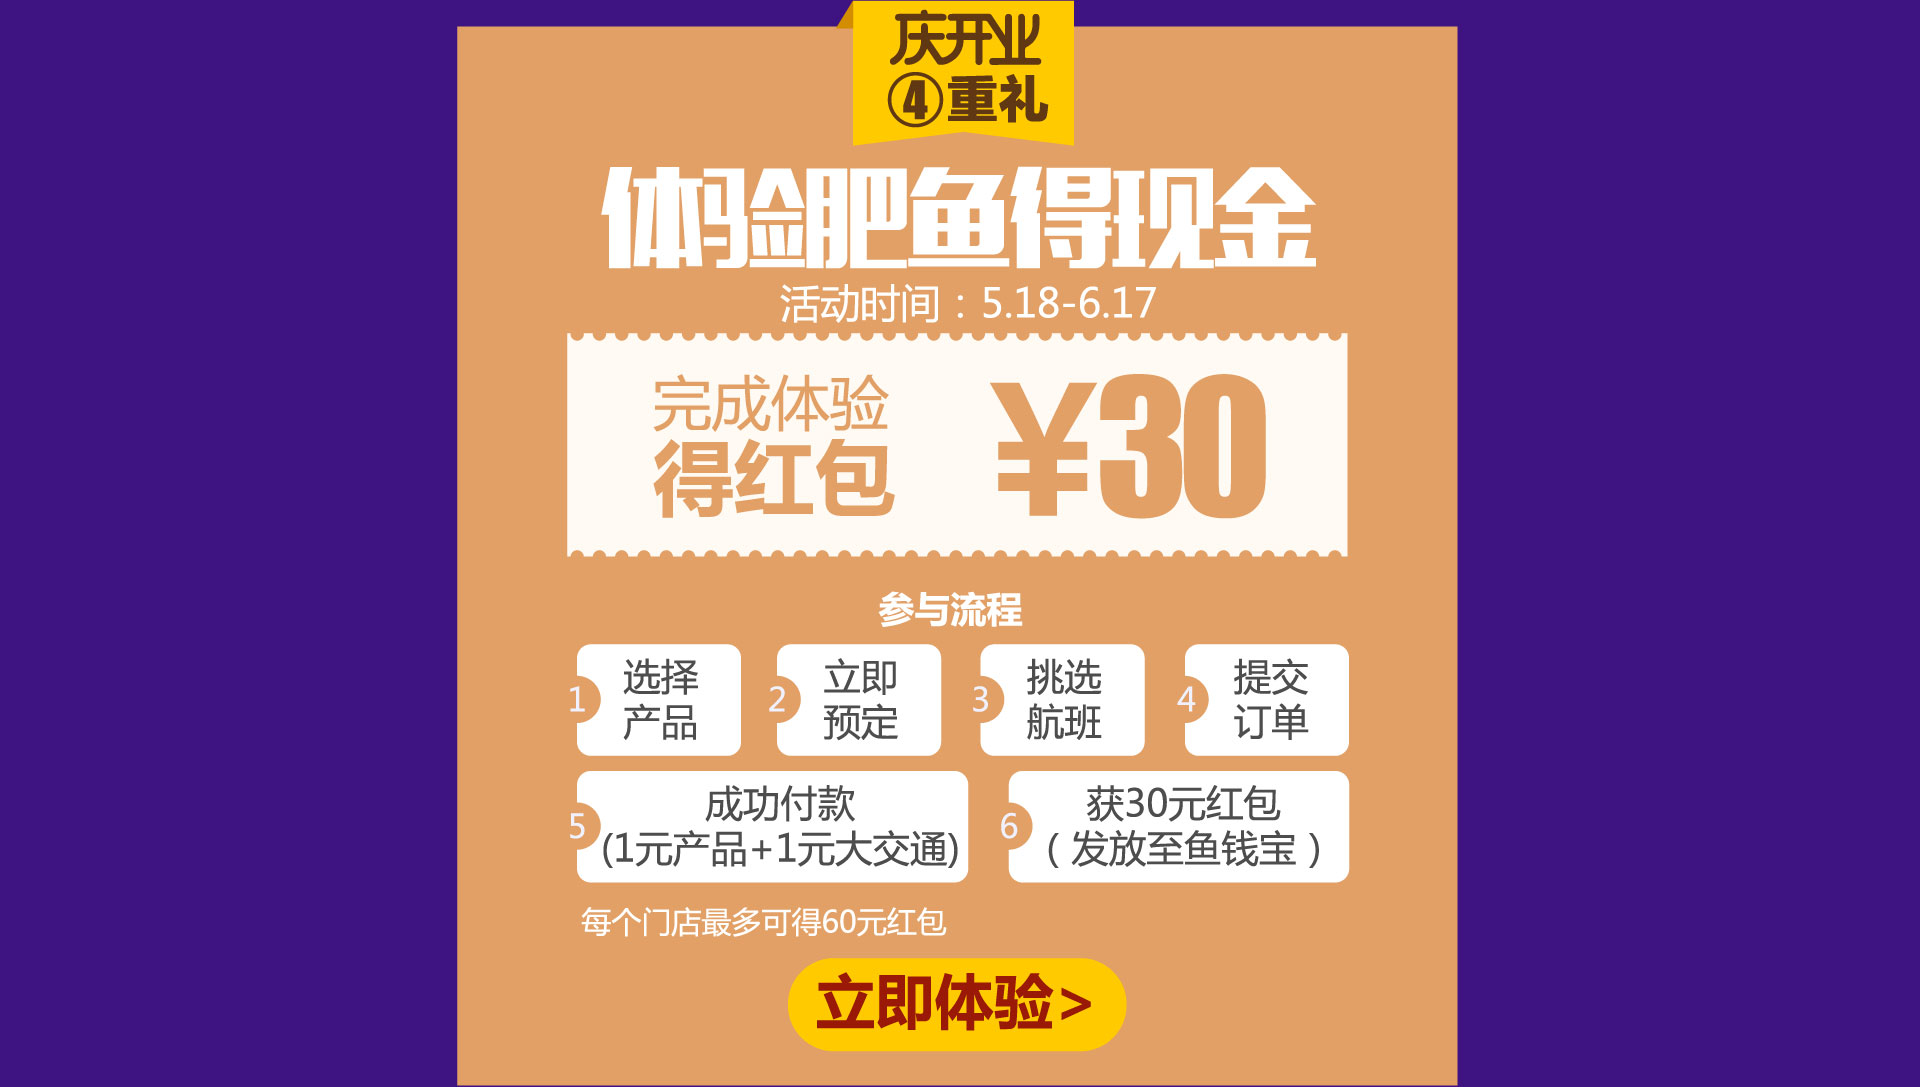 庆开业
④重礼
体验肥鱼得现金
活动时间：5.18-6.17
完成体验
得红包
¥30
参与流程
1
选择
产品
2
立即
预定
3
挑选
航班
4
提交
订单
5
成功付款
(1元产品+1元大交通)
6
获30元红包
（发放至鱼钱宝）
每个门店最多可得60元红包
立即体验>